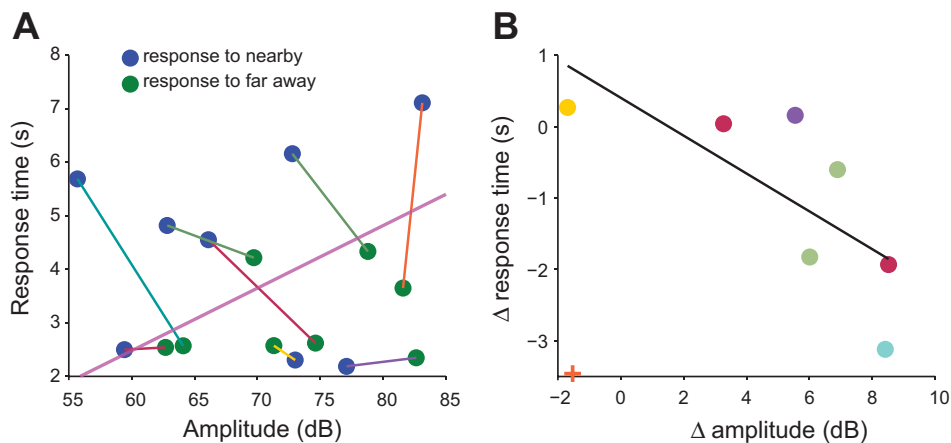 A
response to nearby
response to far away
8
7
6
5
4
3
2
Response time (s)
55 60 65 70 75 80 85
Amplitude (dB)
B
1
0
−1
−2
−3
Δ response time (s)
−2 0 2 4 6 8 10
Δ amplitude (dB)